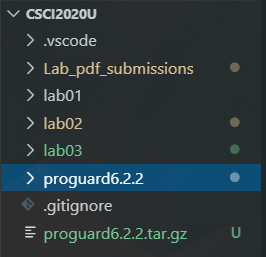 CSCI2020U
.vscode
Lab_pdf_submissions
lab01
lab02
lab03
proguard6.2.2
.gitignore
proguard6.2.2.tar.gz U